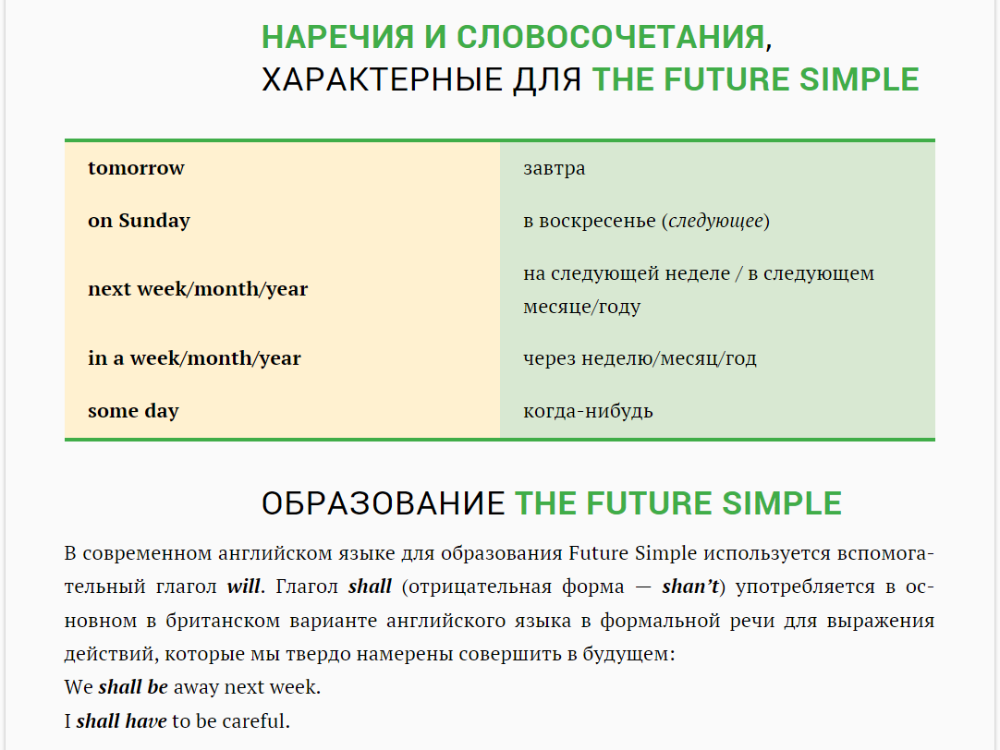 НАРЕЧИЯ И СЛОВОСОЧЕТАНИЯ,
ХАРАКТЕРНЫЕ ДЛЯ THE FUTURE SIMPLE
tomorrow завтра
on Sunday в воскресенье (следующее)
next week/month/year на следующей неделе / в следующем
месяце/году
in a week/month/year через неделю/месяц/год
some day когда-нибудь
ОБРАЗОВАНИЕ THE FUTURE SIMPLE
В современном английском языке для образования Future Simple используется вспомога-
тельный глагол will. Глагол shall (отрицательная форма — shan’t) употребляется в ос-
новном в британском варианте английского языка в формальной речи для выражения
действий, которые мы твердо намерены совершить в будущем:
We shall be away next week.
I shall have to be careful.